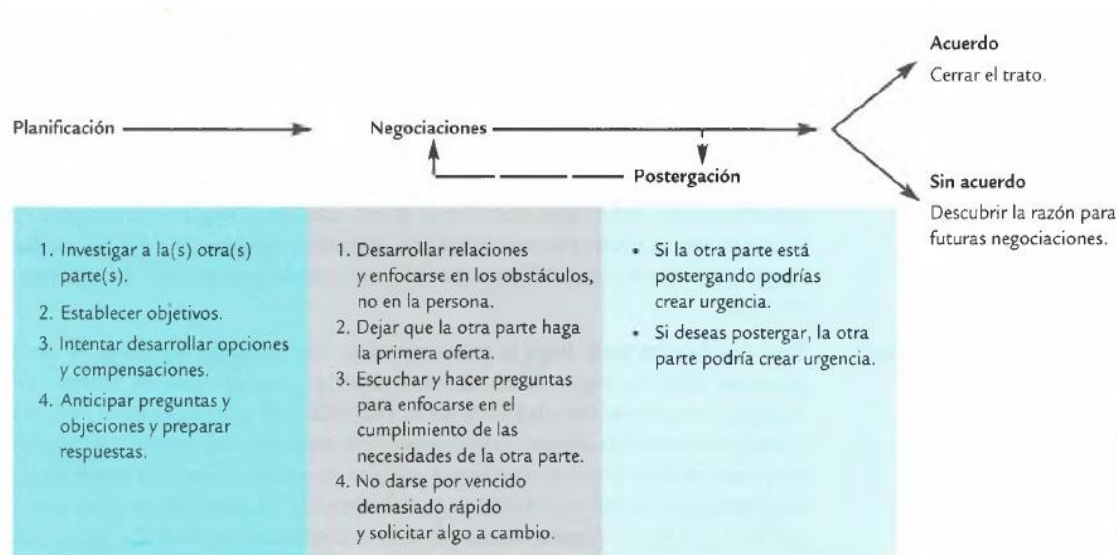 Acuerdo
Cerrar el trato.
Planificación
Negociaciones
Postergación
Sin acuerdo
Descubrir la razón para
futuras negociaciones.
1. Investigar a la(s) otra(s)
parte(s).
2. Establecer objetivos.
3. Intentar desarrollar opciones
y compensaciones.
4. Anticipar preguntas y
objeciones y preparar
respuestas.
1. Desarrollar relaciones
y enfocarse en los obstáculos,
no en la persona.
2. Dejar que la otra parte haga
la primera oferta.
3. Escuchar y hacer preguntas
para enfocarse en el
cumplimiento de las
necesidades de la otra parte.
4. No darse por vencido
demasiado rápido
y solicitar algo a cambio.
• Si la otra parte está
postergando podrías
crear urgencia.
• Si deseas postergar, la otra
parte podría crear urgencia.